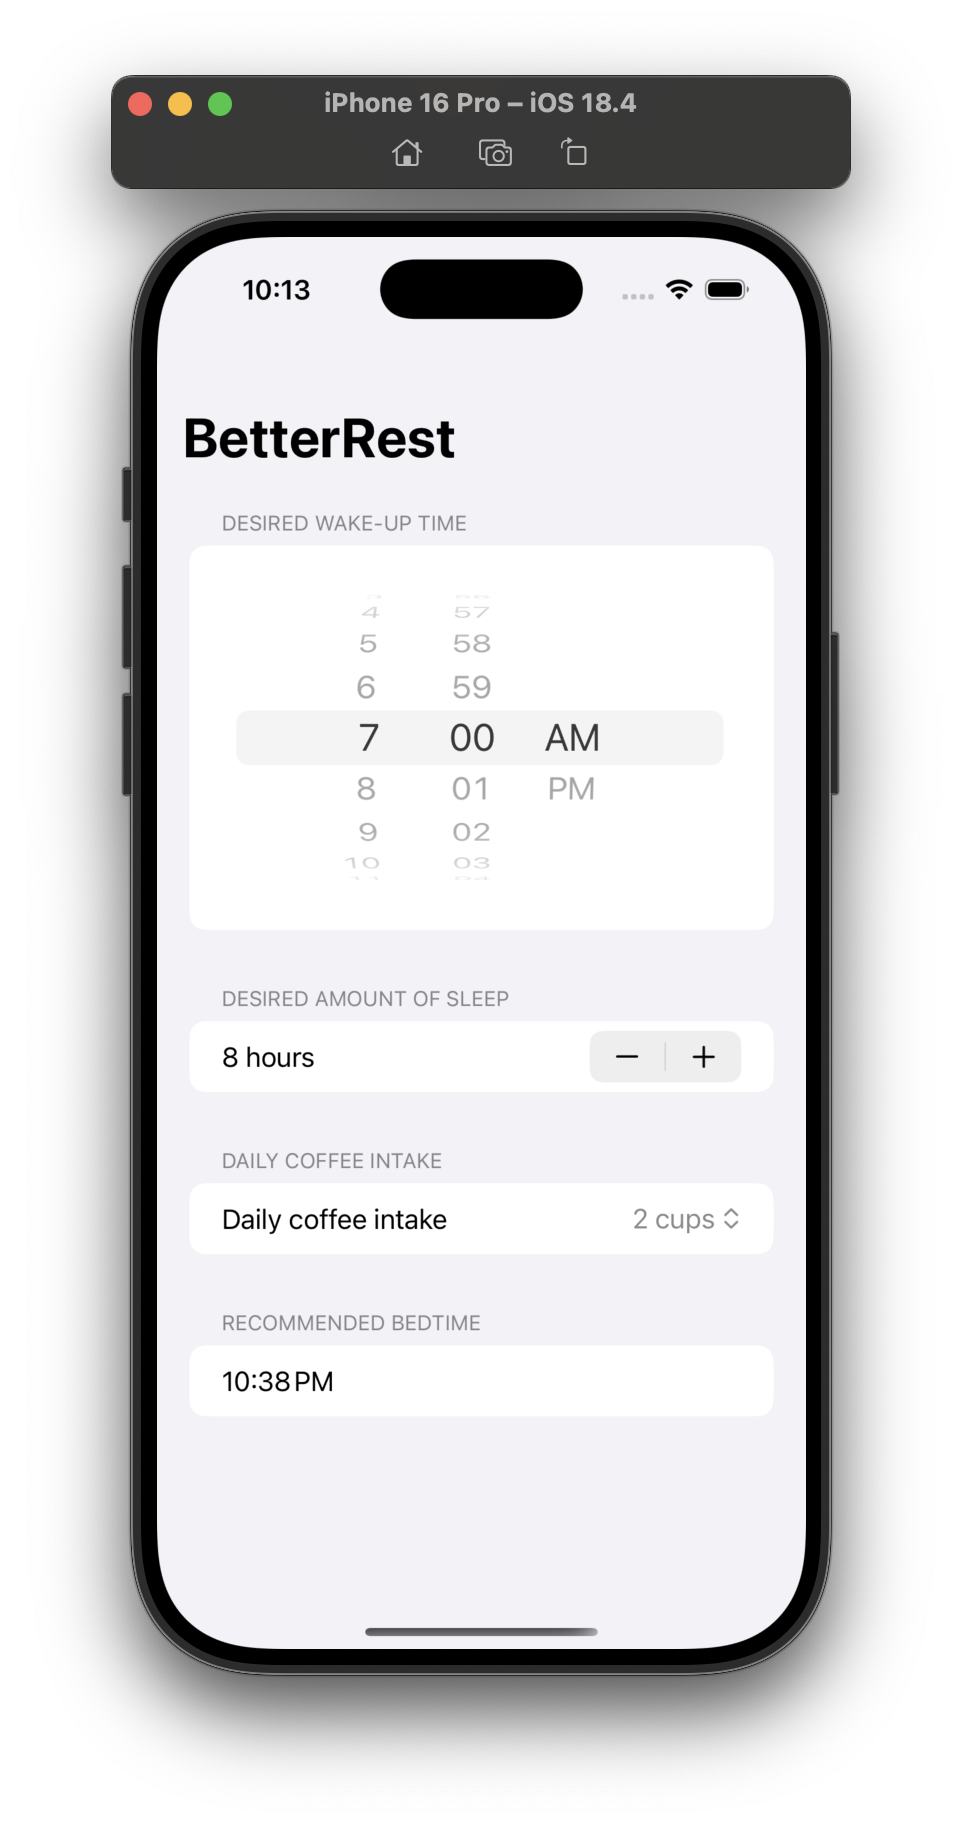 iPhone 16 Pro – iOS 18.4
10:13
BetterRest
DESIRED WAKE-UP TIME
4 57
5 58
6 59
7 00 AM
8 01 PM
9 02
10 03
11 04
DESIRED AMOUNT OF SLEEP
8 hours
DAILY COFFEE INTAKE
Daily coffee intake 2 cups
RECOMMENDED BEDTIME
10:38 PM